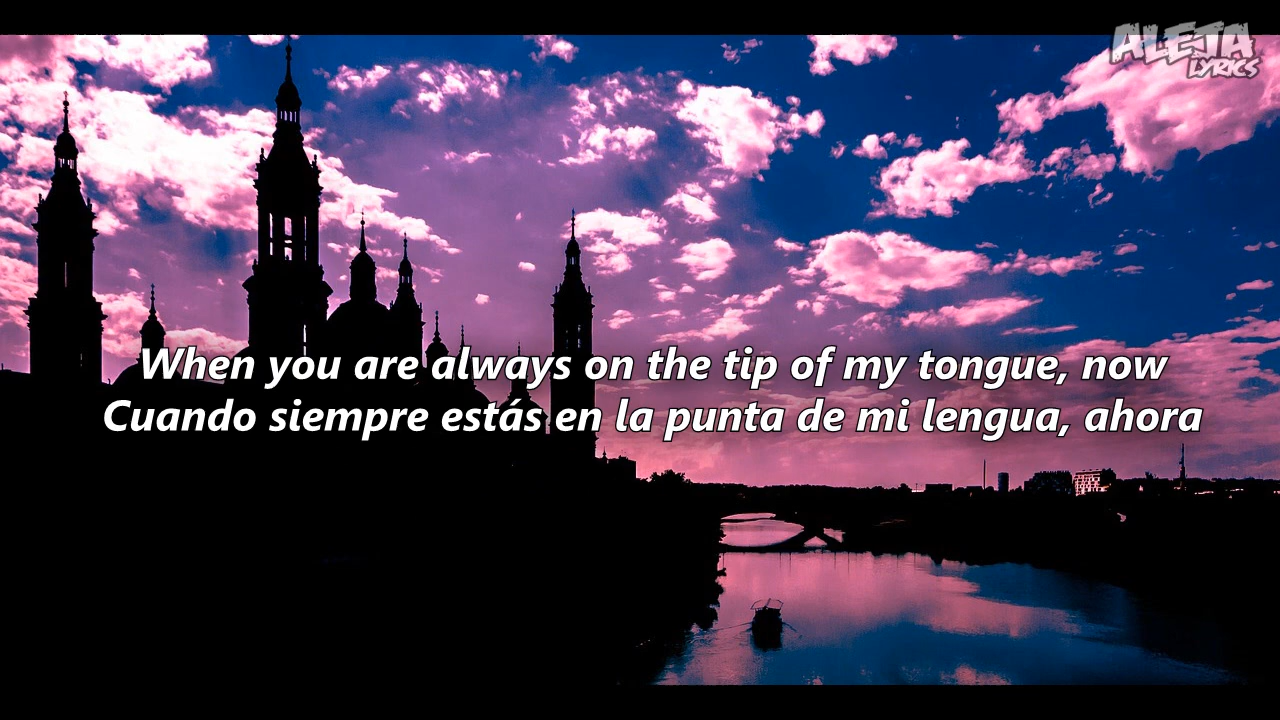 ALEJA
LYRICS
When you are always on the tip of my tongue, now
Cuando siempre estás en la punta de mi lengua, ahora